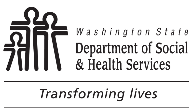 Washington State
Department of Social
& Health Services
Transforming lives